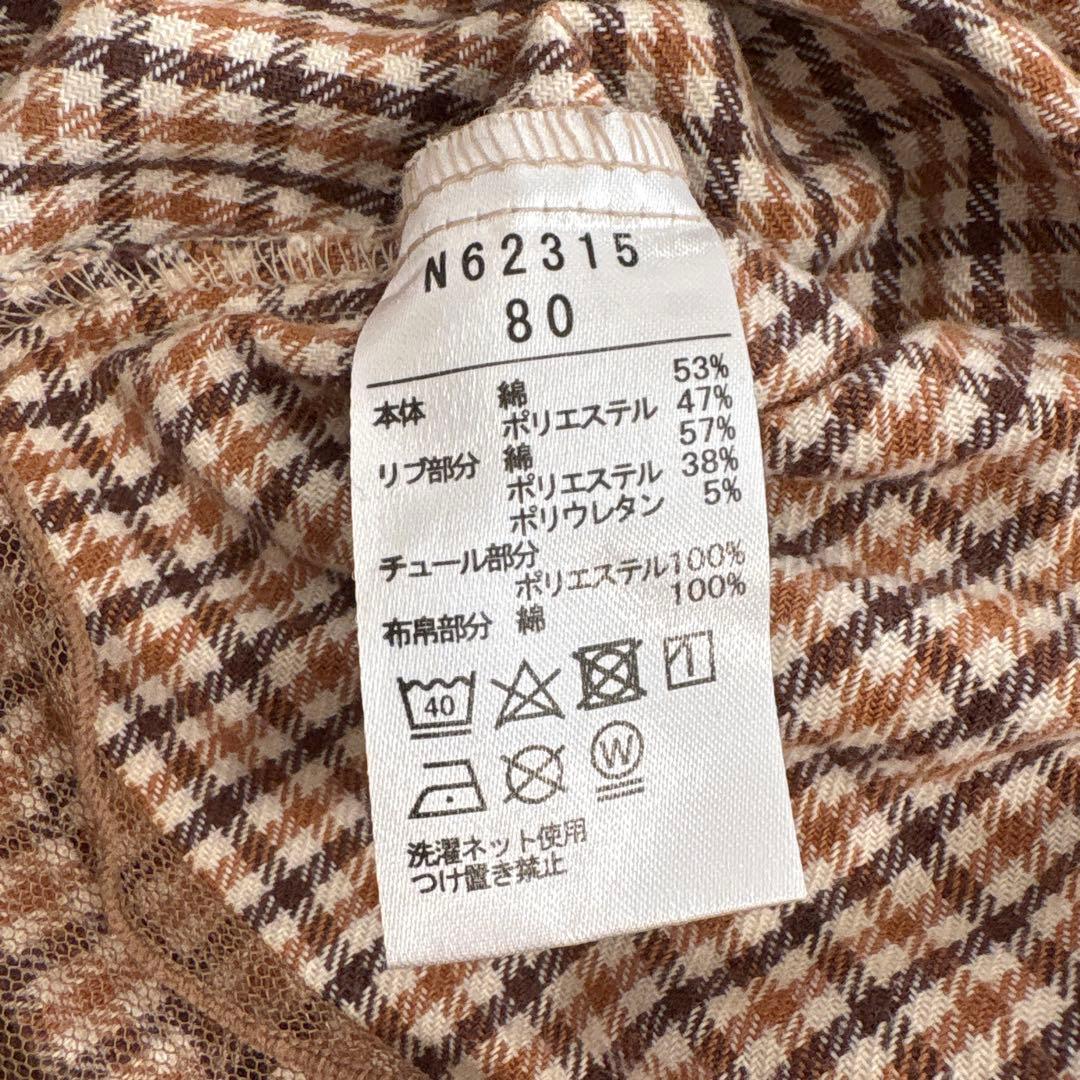 N62315
80
本体 綿 53%
ポリエステル 47%
リブ部分 綿 57%
ポリエステル 38%
ポリウレタン 5%
チュール部分
ポリエステル100%
布帛部分 綿 100%
40
W
洗濯ネット使用
つけ置き禁止